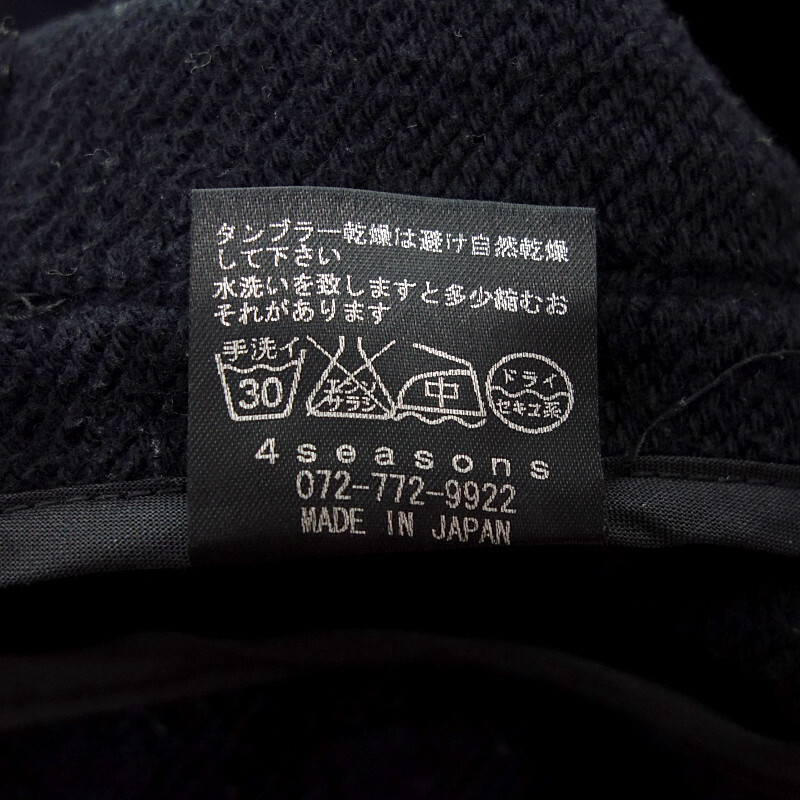 タンブラー乾燥は避け自然乾燥
して下さい
水洗いを致しますと多少縮むお
それがあります
手洗イ
30
エンソ
サラシ
中
ドライ
セキユ系
4 seasons
072-772-9922
MADE IN JAPAN